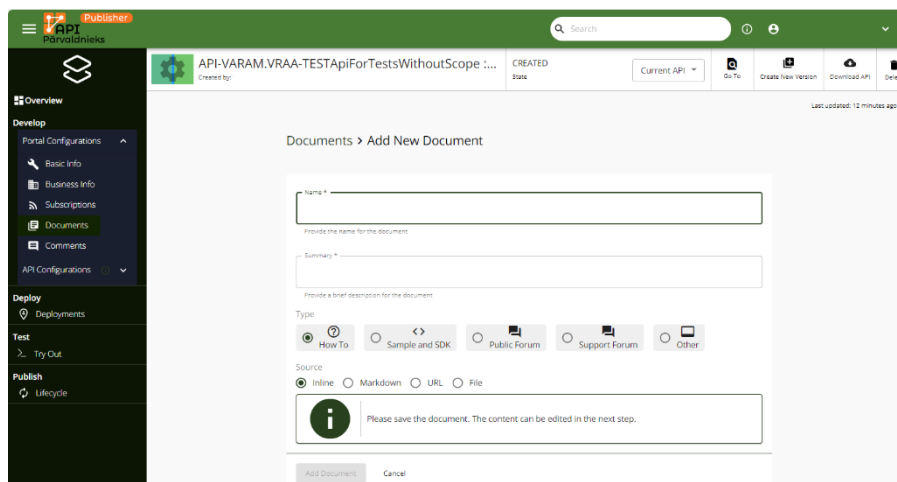 Publisher
API
Pārvaldnieks
Search
API-VARAM.VRAA-TESTApiForTestsWithoutScope :...
Created by:
CREATED
State
Current API
Go To
Create New Version
Download API
Dele
Last updated: 12 minutes ago
Overview
Develop
Portal Configurations
Basic Info
Business Info
Subscriptions
Documents
Comments
API Configurations
Deploy
Deployments
Test
Try Out
Publish
Lifecycle
Documents > Add New Document
Name *
Provide the name for the document
Summary *
Provide a brief description for the document
Type
How To
Sample and SDK
Public Forum
Support Forum
Other
Source
Inline
Markdown
URL
File
Please save the document. The content can be edited in the next step.
Add Document
Cancel